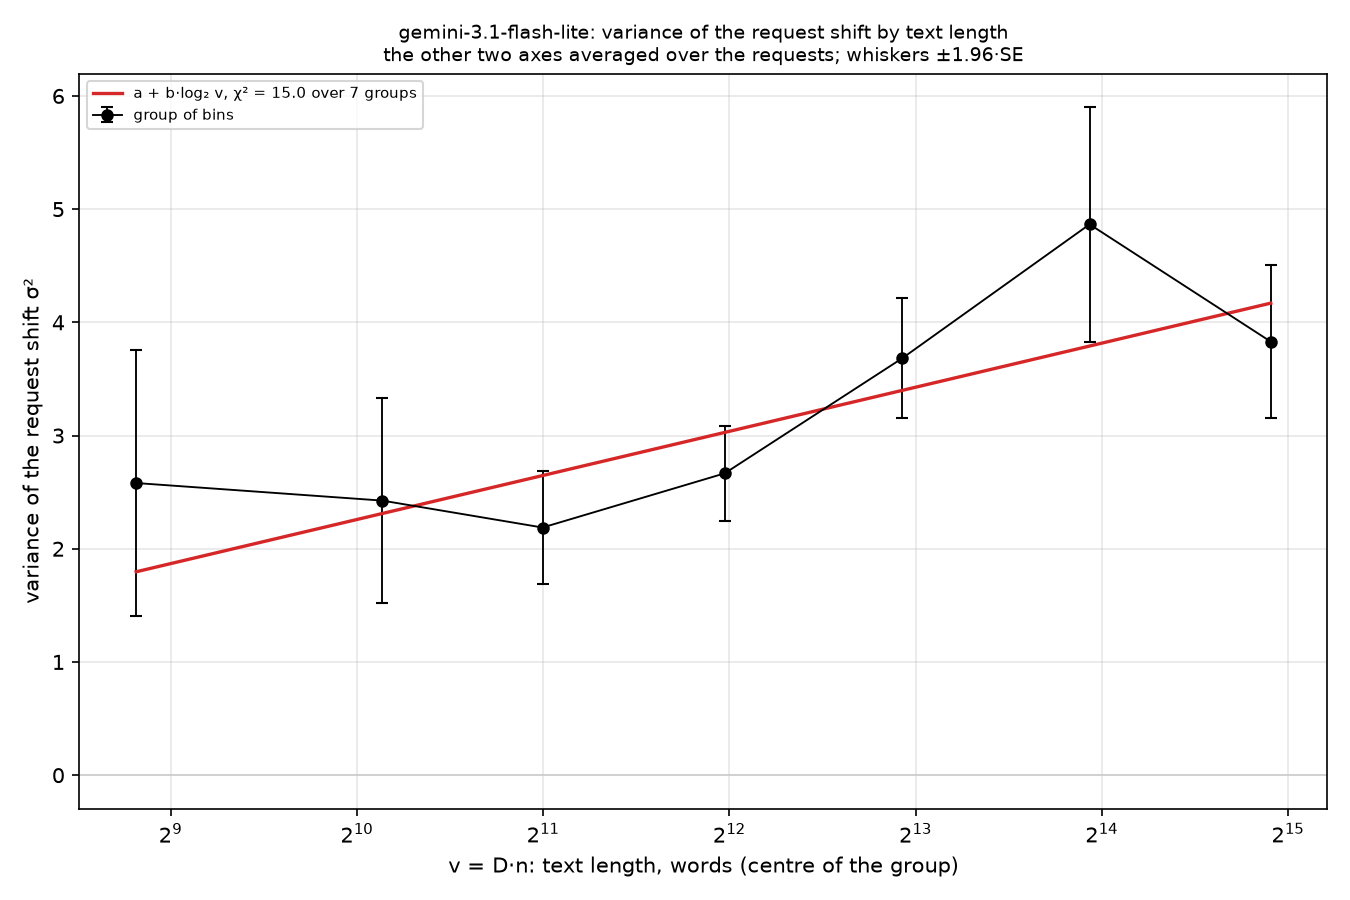 gemini-3.1-flash-lite: variance of the request shift by text length
the other two axes averaged over the requests; whiskers ±1.96·SE
a + b·log₂ v, χ² = 15.0 over 7 groups
group of bins
variance of the request shift σ²
6
5
4
3
2
1
0
2⁹ 2¹⁰ 2¹¹ 2¹² 2¹³ 2¹⁴ 2¹⁵
v = D·n: text length, words (centre of the group)